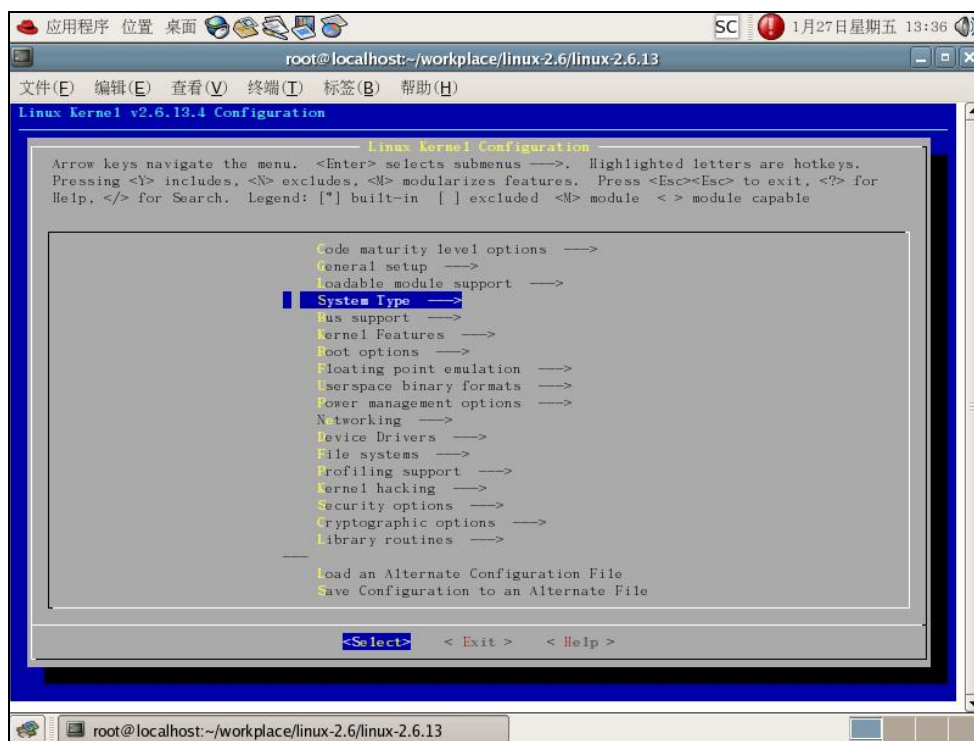 应用程序 位置 桌面 SC 1月27日星期五 13:36
root@localhost:~/workplace/linux-2.6/linux-2.6.13
文件(F) 编辑(E) 查看(V) 终端(T) 标签(B) 帮助(H)
Linux Kernel v2.6.13.4 Configuration
Linux Kernel Configuration
Arrow keys navigate the menu. <Enter> selects submenus --->. Highlighted letters are hotkeys.
Pressing <Y> includes, <N> excludes, <M> modularizes features. Press <Esc><Esc> to exit, <?> for
Help, </> for Search. Legend: [*] built-in [ ] excluded <M> module < > module capable
Code maturity level options --->
General setup --->
Loadable module support --->
System Type --->
Bus support --->
Kernel Features --->
Boot options --->
Floating point emulation --->
Userspace binary formats --->
Power management options --->
Networking --->
Device Drivers --->
File systems --->
Profiling support --->
Kernel hacking --->
Security options --->
Cryptographic options --->
Library routines --->
---
Load an Alternate Configuration File
Save Configuration to an Alternate File
<Select> < Exit > < Help >
root@localhost:~/workplace/linux-2.6/linux-2.6.13